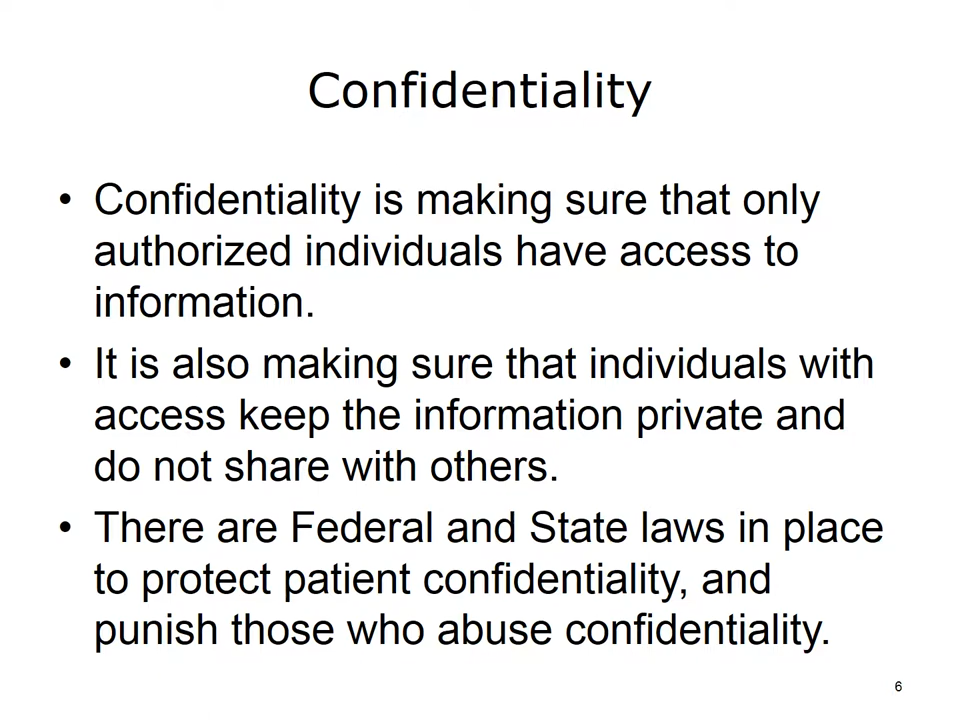 Confidentiality
• Confidentiality is making sure that only
authorized individuals have access to
information.
• It is also making sure that individuals with
access keep the information private and
do not share with others.
• There are Federal and State laws in place
to protect patient confidentiality, and
punish those who abuse confidentiality.
6